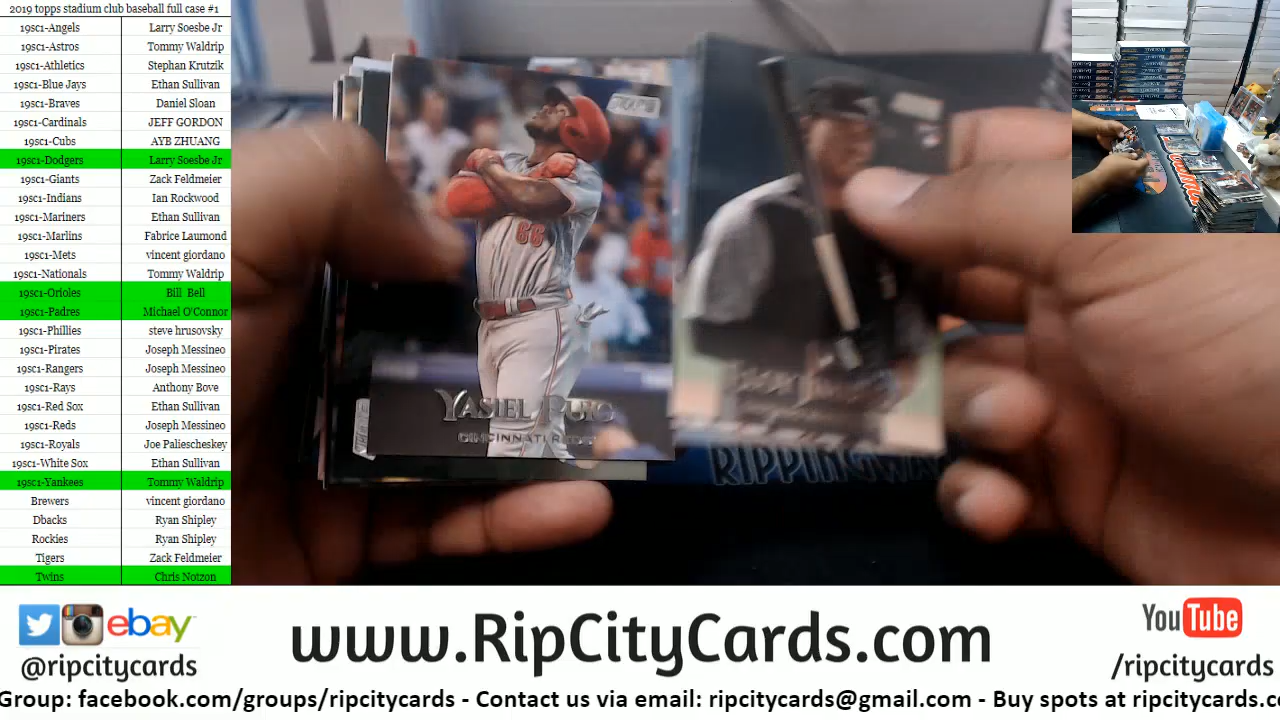 2019 topps stadium club baseball full case #1
19sc1-Angels Larry Soesbe Jr
19sc1-Astros Tommy Waldrip
19sc1-Athletics Stephan Krutzik
19sc1-Blue Jays Ethan Sullivan
19sc1-Braves Daniel Sloan
19sc1-Cardinals JEFF GORDON
19sc1-Cubs AYB ZHUANG
19sc1-Dodgers Larry Soesbe Jr
19sc1-Giants Zack Feldmeier
19sc1-Indians Ian Rockwood
19sc1-Mariners Ethan Sullivan
19sc1-Marlins Fabrice Laumond
19sc1-Mets vincent giordano
19sc1-Nationals Tommy Waldrip
19sc1-Orioles Bill Bell
19sc1-Padres Michael O'Connor
19sc1-Phillies steve hrusovsky
19sc1-Pirates Joseph Messineo
19sc1-Rangers Joseph Messineo
19sc1-Rays Anthony Bove
19sc1-Red Sox Ethan Sullivan
19sc1-Reds Joseph Messineo
19sc1-Royals Joe Paliescheskey
19sc1-White Sox Ethan Sullivan
19sc1-Yankees Tommy Waldrip
Brewers vincent giordano
Dbacks Ryan Shipley
Rockies Ryan Shipley
Tigers Zack Feldmeier
Twins Chris Notzon
66
YASIEL PUIG
CINCINNATI REDS
RIPPING
ebay
@ripcitycards
www.RipCityCards.com
YouTube
/ripcitycards
Group: facebook.com/groups/ripcitycards - Contact us via email: ripcitycards@gmail.com - Buy spots at ripcitycards.c